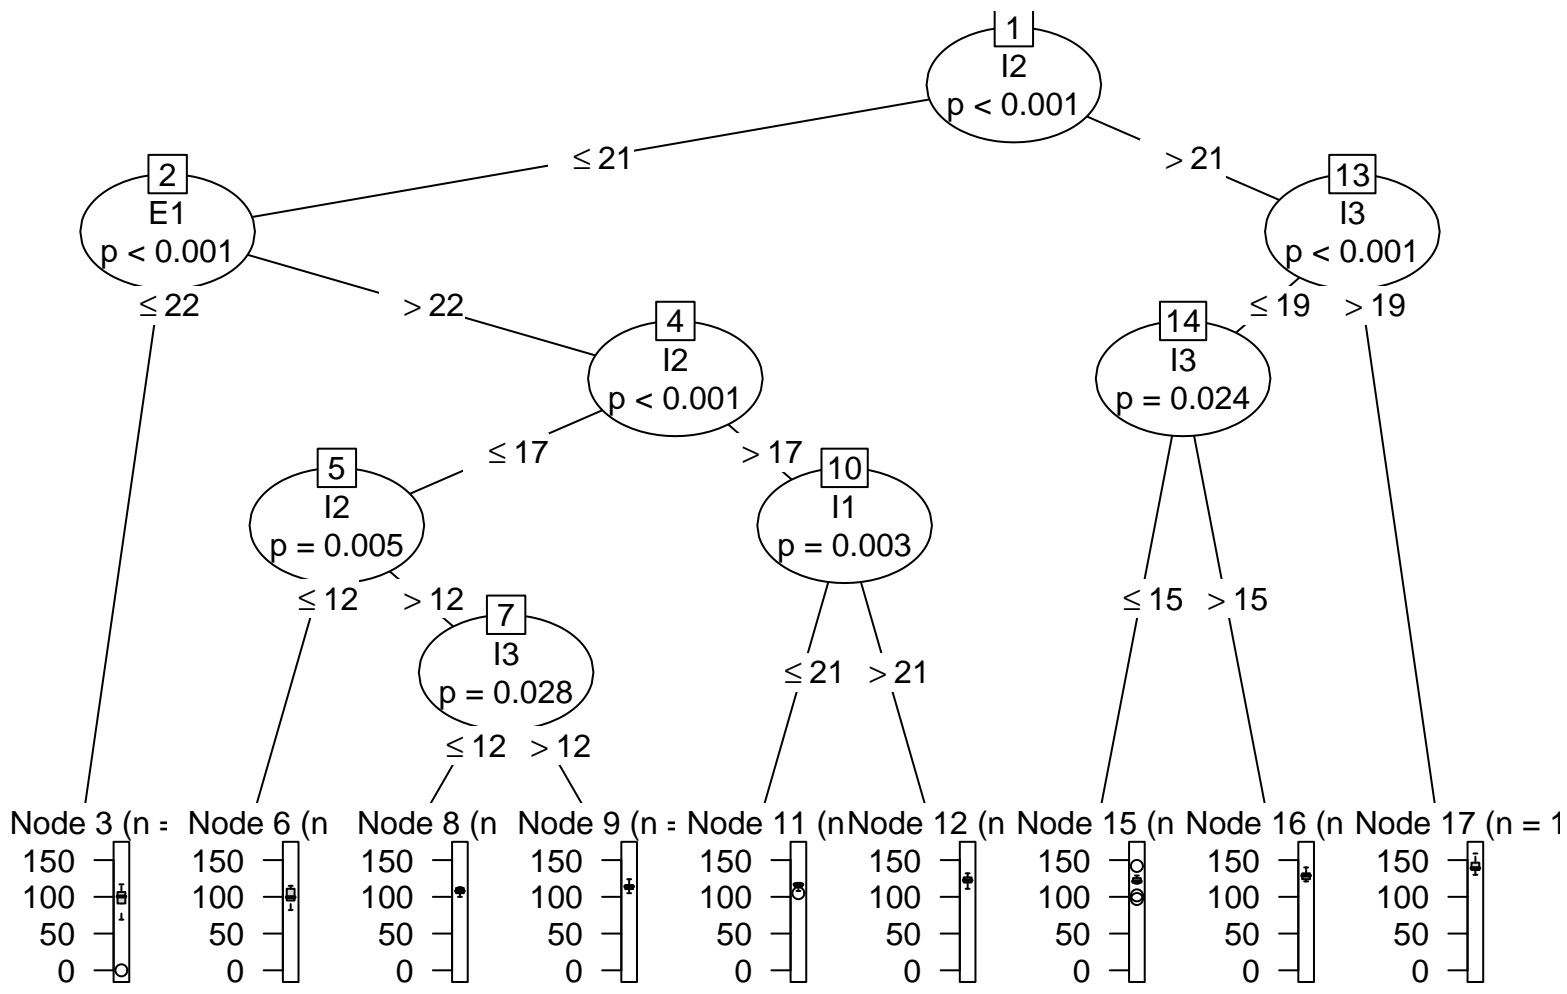 1
I2
p < 0.001
≤ 21
> 21
2
E1
p < 0.001
13
I3
p < 0.001
≤ 22
> 22
≤ 19
> 19
4
I2
p < 0.001
14
I3
p = 0.024
≤ 17
> 17
5
I2
p = 0.005
10
I1
p = 0.003
≤ 12
> 12
≤ 15
> 15
7
I3
p = 0.028
≤ 21
> 21
≤ 12
> 12
Node 3 (n =
Node 6 (n
Node 8 (n
Node 9 (n =
Node 11 (n
Node 12 (n
Node 15 (n
Node 16 (n
Node 17 (n = 1
150 150 150 150 150 150 150 150 150
100 100 100 100 100 100 100 100 100
50 50 50 50 50 50 50 50 50
0 0 0 0 0 0 0 0 0